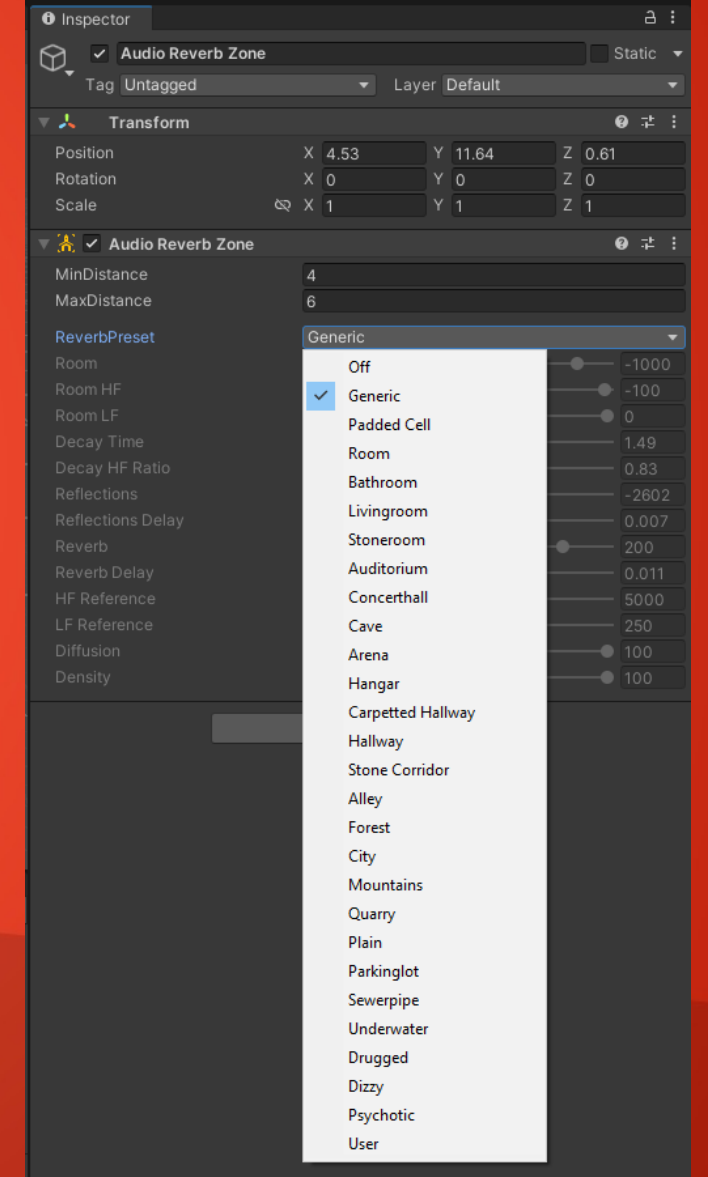 Inspector
Audio Reverb Zone Static
Tag Untagged Layer Default
Transform
Position X 4.53 Y 11.64 Z 0.61
Rotation X 0 Y 0 Z 0
Scale X 1 Y 1 Z 1
Audio Reverb Zone
MinDistance 4
MaxDistance 6
ReverbPreset Generic
Room -1000
Room HF -100
Room LF 0
Decay Time 1.49
Decay HF Ratio 0.83
Reflections -2602
Reflections Delay 0.007
Reverb 200
Reverb Delay 0.011
HF Reference 5000
LF Reference 250
Diffusion 100
Density 100
Off
Generic
Padded Cell
Room
Bathroom
Livingroom
Stoneroom
Auditorium
Concerthall
Cave
Arena
Hangar
Carpetted Hallway
Hallway
Stone Corridor
Alley
Forest
City
Mountains
Quarry
Plain
Parkinglot
Sewerpipe
Underwater
Drugged
Dizzy
Psychotic
User